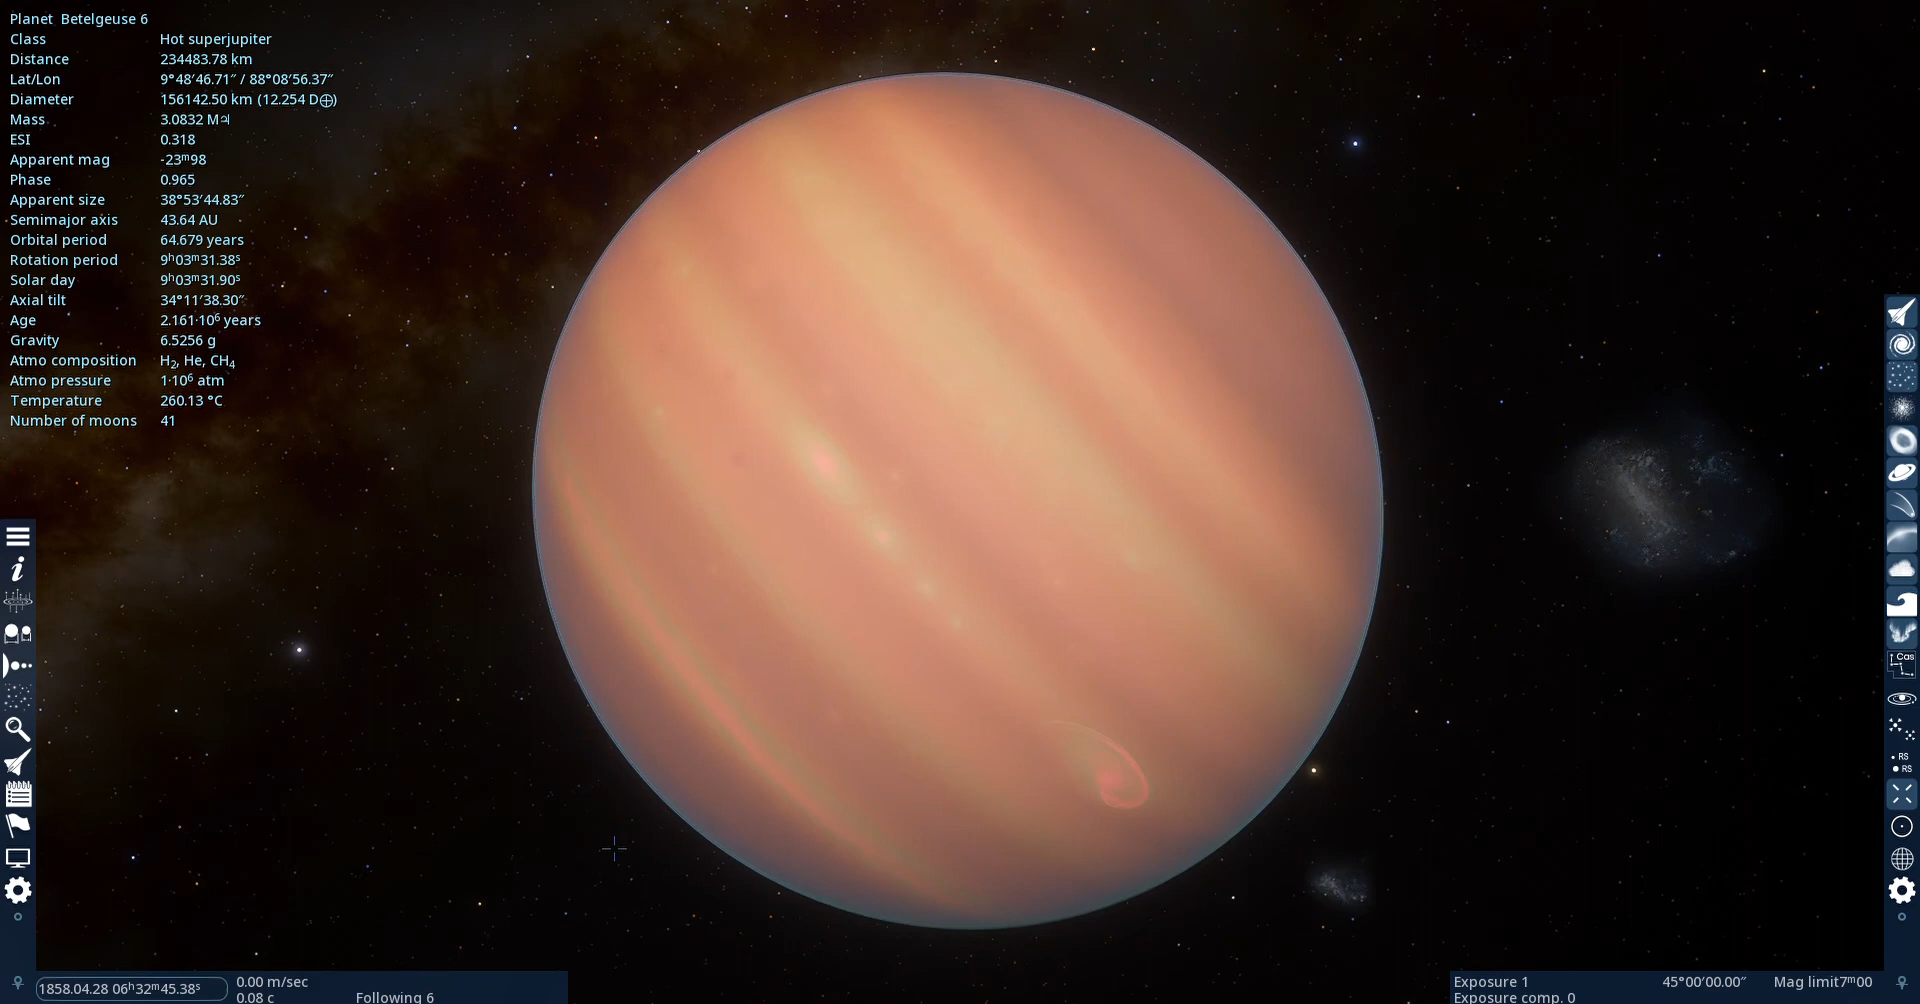 Planet Betelgeuse 6
Class Hot superjupiter
Distance 234483.78 km
Lat/Lon 9°48′46.71″ / 88°08′56.37″
Diameter 156142.50 km (12.254 D⊕)
Mass 3.0832 M♃
ESI 0.318
Apparent mag -23ᵐ98
Phase 0.965
Apparent size 38°53′44.83″
Semimajor axis 43.64 AU
Orbital period 64.679 years
Rotation period 9ʰ03ᵐ31.38ˢ
Solar day 9ʰ03ᵐ31.90ˢ
Axial tilt 34°11′38.30″
Age 2.161·10⁶ years
Gravity 6.5256 g
Atmo composition H₂, He, CH₄
Atmo pressure 1·10⁶ atm
Temperature 260.13 °C
Number of moons 41
Cas
RS
RS
1858.04.28 06ʰ32ᵐ45.38ˢ
0.00 m/sec
0.08 c Following 6
Exposure 1 45°00′00.00″ Mag limit7ᵐ00
Exposure comp. 0